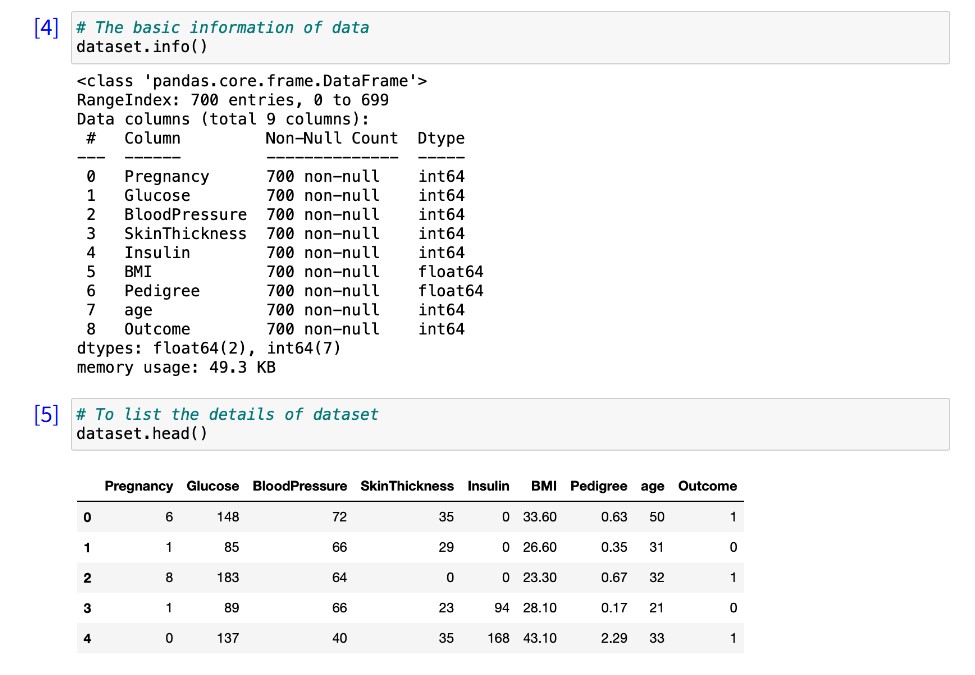 [4] # The basic information of data
dataset.info()
<class 'pandas.core.frame.DataFrame'>
RangeIndex: 700 entries, 0 to 699
Data columns (total 9 columns):
 #   Column         Non-Null Count  Dtype
---  ------         --------------  -----
 0   Pregnancy      700 non-null    int64
 1   Glucose        700 non-null    int64
 2   BloodPressure  700 non-null    int64
 3   SkinThickness  700 non-null    int64
 4   Insulin        700 non-null    int64
 5   BMI            700 non-null    float64
 6   Pedigree       700 non-null    float64
 7   age            700 non-null    int64
 8   Outcome        700 non-null    int64
dtypes: float64(2), int64(7)
memory usage: 49.3 KB
[5] # To list the details of dataset
dataset.head()
Pregnancy Glucose BloodPressure SkinThickness Insulin BMI Pedigree age Outcome
0 6 148 72 35 0 33.60 0.63 50 1
1 1 85 66 29 0 26.60 0.35 31 0
2 8 183 64 0 0 23.30 0.67 32 1
3 1 89 66 23 94 28.10 0.17 21 0
4 0 137 40 35 168 43.10 2.29 33 1